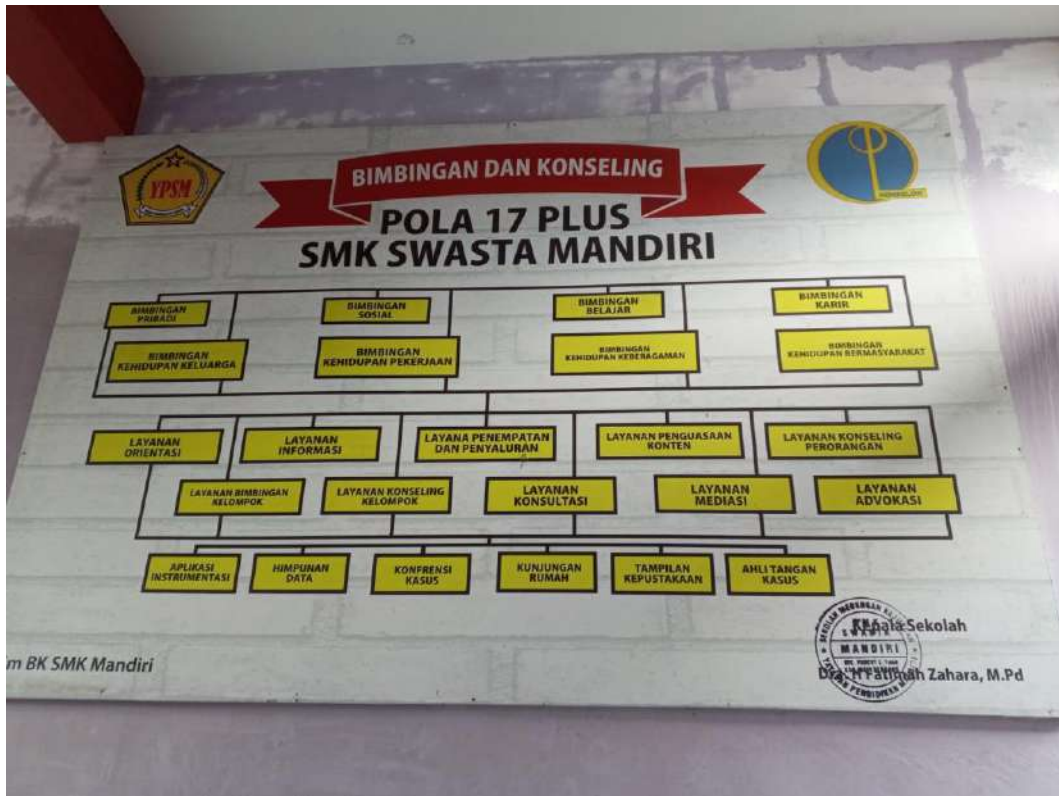 YPSM
BIMBINGAN DAN KONSELING
KONSELOR
POLA 17 PLUS
SMK SWASTA MANDIRI
BIMBINGAN
PRIBADI
BIMBINGAN
SOSIAL
BIMBINGAN
BELAJAR
BIMBINGAN
KARIR
BIMBINGAN
KEHIDUPAN KELUARGA
BIMBINGAN
KEHIDUPAN PEKERJAAN
BIMBINGAN
KEHIDUPAN KEBERAGAMAN
BIMBINGAN
KEHIDUPAN BERMASYARAKAT
LAYANAN
ORIENTASI
LAYANAN
INFORMASI
LAYANA PENEMPATAN
DAN PENYALURAN
LAYANAN PENGUASAAN
KONTEN
LAYANAN KONSELING
PERORANGAN
LAYANAN BIMBINGAN
KELOMPOK
LAYANAN KONSELING
KELOMPOK
LAYANAN
KONSULTASI
LAYANAN
MEDIASI
LAYANAN
ADVOKASI
APLIKASI
INSTRUMENTASI
HIMPUNAN
DATA
KONFRENSI
KASUS
KUNJUNGAN
RUMAH
TAMPILAN
KEPUSTAKAAN
AHLI TANGAN
KASUS
Kepala Sekolah
SWASTA
MANDIRI
m BK SMK Mandiri
Fatimah Zahara, M.Pd